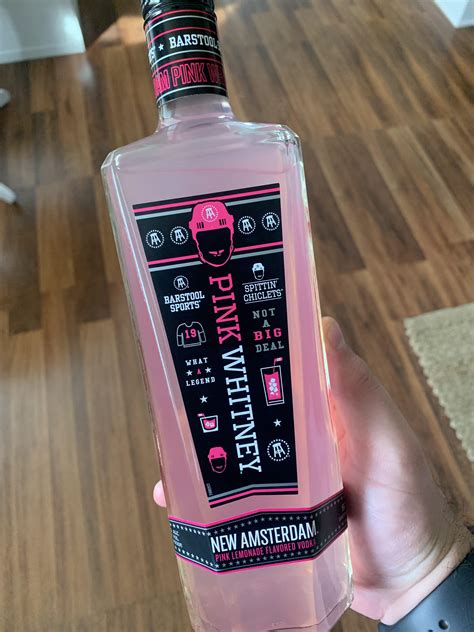 BARSTOOL
AM PINK
BARSTOOL
SPORTS
SPITTIN'
CHICLETS
PINK WHITNEY
19
NOT
A
BIG
DEAL
WHAT
A
LEGEND
NEW AMSTERDAM
PINK LEMONADE FLAVORED VODKA